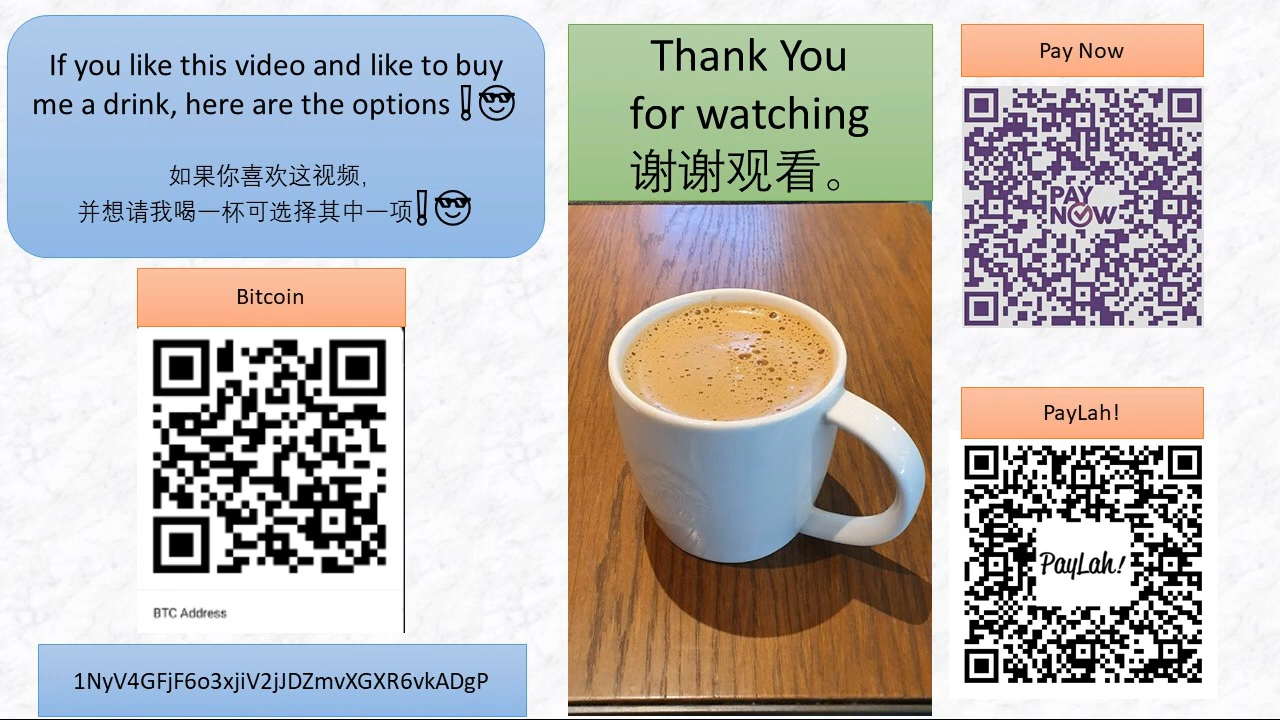 If you like this video and like to buy
me a drink, here are the options
如果你喜欢这视频,
并想请我喝一杯可选择其中一项
Bitcoin
BTC Address
1NyV4GFjF6o3xjiV2jJDZmvXGXR6vkADgP
Thank You
for watching
谢谢观看。
Pay Now
PAY
NOW
PayLah!
PayLah!